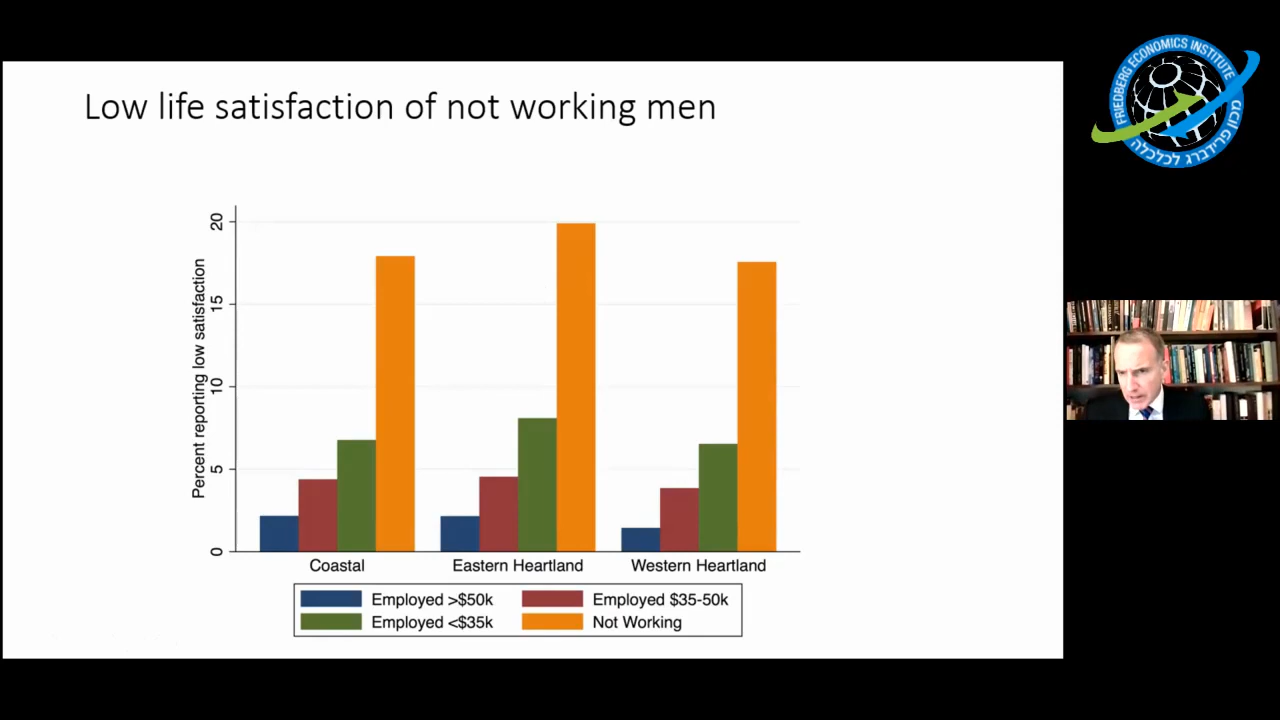 Low life satisfaction of not working men
FRIEDBERG ECONOMICS INSTITUTE
מכון פרידברג לכלכלה
Percent reporting low satisfaction
20
15
10
5
0
Coastal
Eastern Heartland
Western Heartland
Employed >$50k
Employed $35-50k
Employed <$35k
Not Working